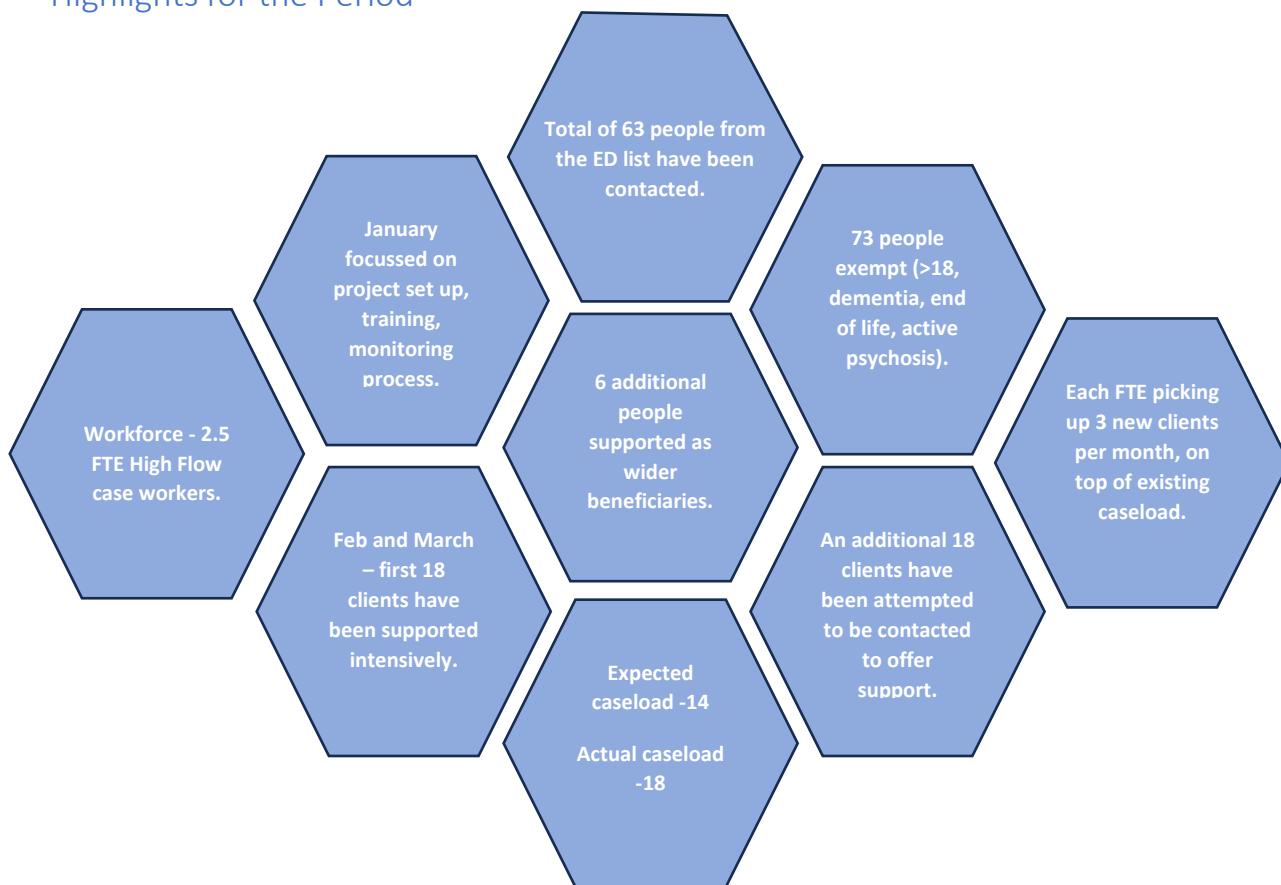 Highlights for the Period
Total of 63 people from
the ED list have been
contacted.
January
focussed on
project set up,
training,
monitoring
process.
73 people
exempt (>18,
dementia, end
of life, active
psychosis).
Workforce - 2.5
FTE High Flow
case workers.
6 additional
people
supported as
wider
beneficiaries.
Each FTE picking
up 3 new clients
per month, on
top of existing
caseload.
Feb and March
– first 18
clients have
been supported
intensively.
An additional 18
clients have
been attempted
to be contacted
to offer
support.
Expected
caseload -14
Actual caseload
-18